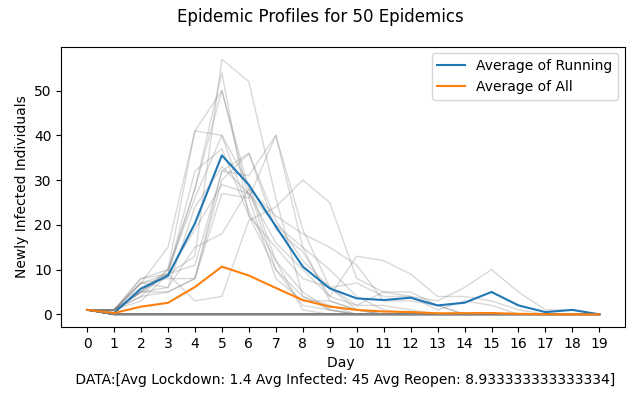 Epidemic Profiles for 50 Epidemics
Average of Running
Average of All
Newly Infected Individuals
50
40
30
20
10
0
0 1 2 3 4 5 6 7 8 9 10 11 12 13 14 15 16 17 18 19
Day
DATA:[Avg Lockdown: 1.4 Avg Infected: 45 Avg Reopen: 8.933333333333334]